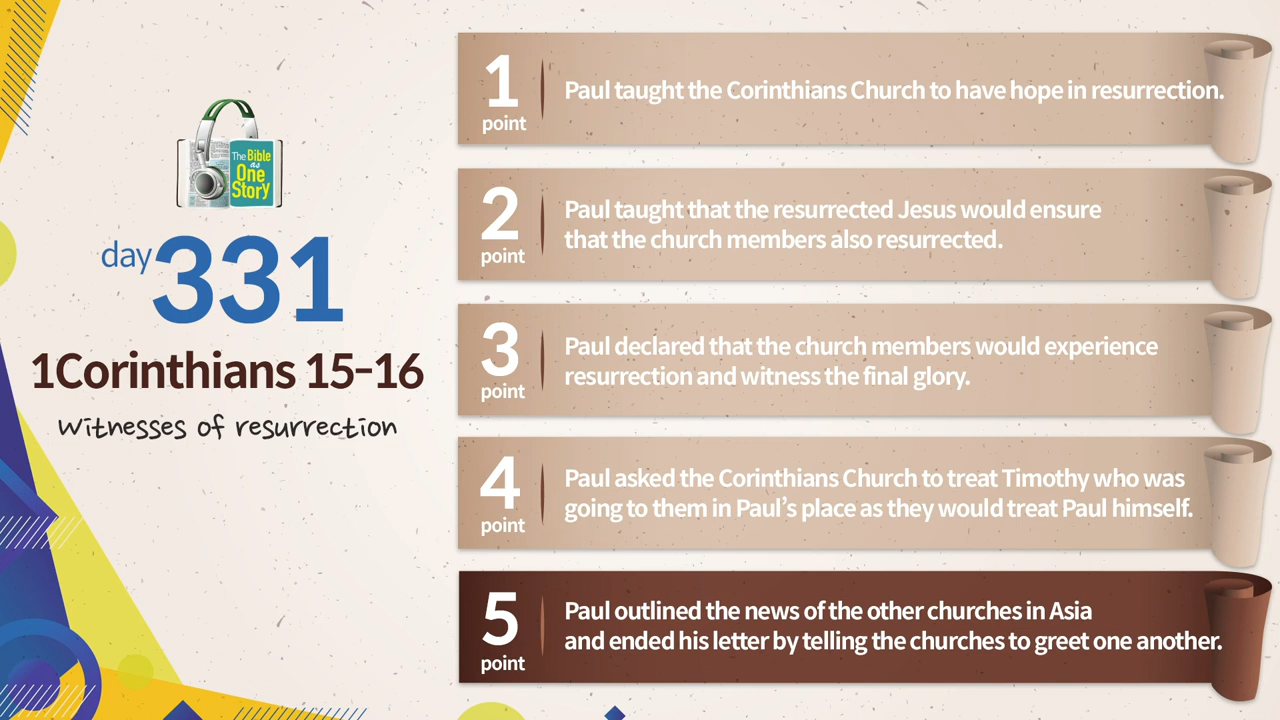 The Bible
as
One
Story
day331
1Corinthians 15-16
Witnesses of resurrection
1
point
Paul taught the Corinthians Church to have hope in resurrection.
2
point
Paul taught that the resurrected Jesus would ensure
that the church members also resurrected.
3
point
Paul declared that the church members would experience
resurrection and witness the final glory.
4
point
Paul asked the Corinthians Church to treat Timothy who was
going to them in Paul’s place as they would treat Paul himself.
5
point
Paul outlined the news of the other churches in Asia
and ended his letter by telling the churches to greet one another.